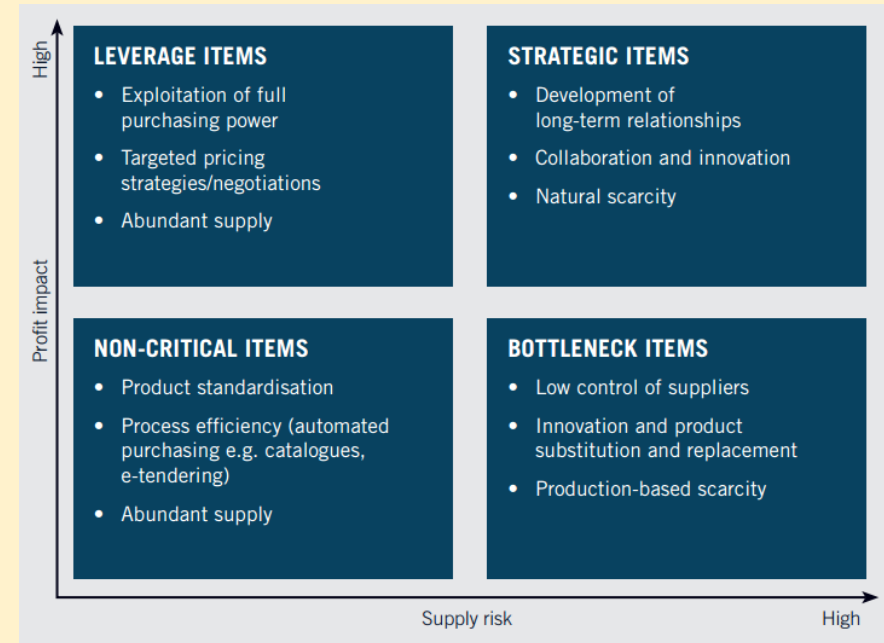 High
Profit impact
LEVERAGE ITEMS
• Exploitation of full
purchasing power
• Targeted pricing
strategies/negotiations
• Abundant supply
STRATEGIC ITEMS
• Development of
long-term relationships
• Collaboration and innovation
• Natural scarcity
NON-CRITICAL ITEMS
• Product standardisation
• Process efficiency (automated
purchasing e.g. catalogues,
e-tendering)
• Abundant supply
BOTTLENECK ITEMS
• Low control of suppliers
• Innovation and product
substitution and replacement
• Production-based scarcity
Supply risk
High